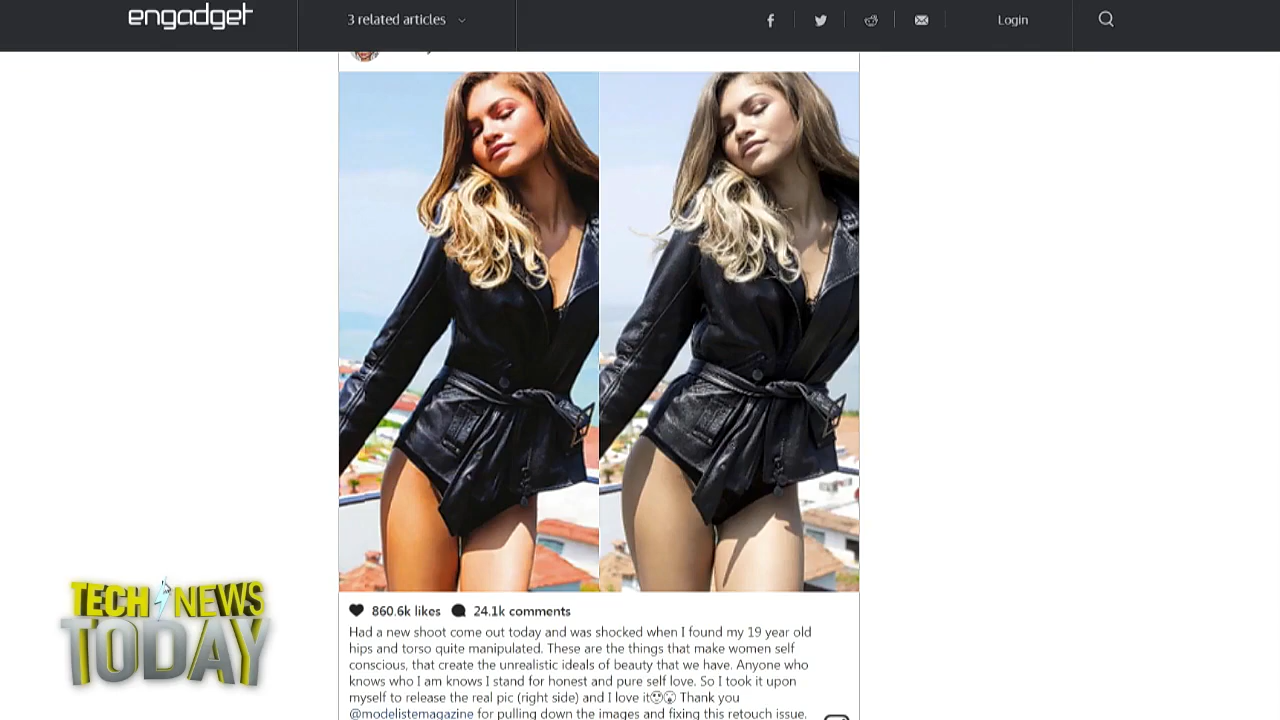 engadget
3 related articles
Login
860.6k likes 24.1k comments
Had a new shoot come out today and was shocked when I found my 19 year old
hips and torso quite manipulated. These are the things that make women self
conscious, that create the unrealistic ideals of beauty that we have. Anyone who
knows who I am knows I stand for honest and pure self love. So I took it upon
myself to release the real pic (right side) and I love it Thank you
@modelistemagazine for pulling down the images and fixing this retouch issue.
TECH NEWS
TODAY